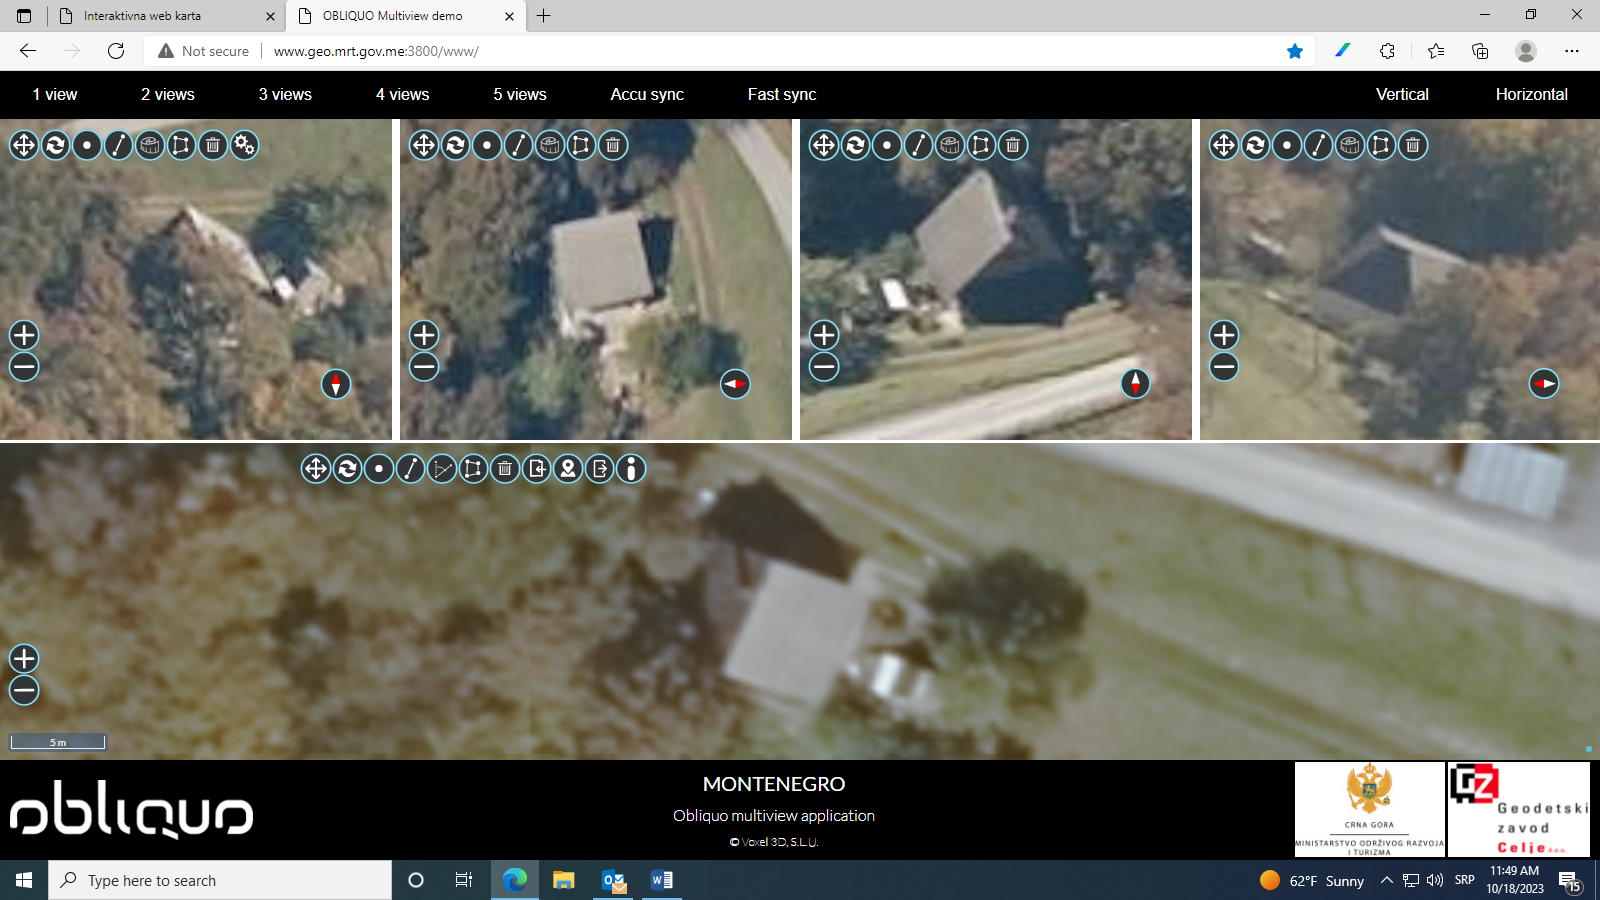 Interaktivna web karta
OBLIQUO Multiview demo
Not secure
www.geo.mrt.gov.me:3800/www/
1 view
2 views
3 views
4 views
5 views
Accu sync
Fast sync
Vertical
Horizontal
5 m
obliquo
MONTENEGRO
Obliquo multiview application
© Voxel 3D, S.L.U.
CRNA GORA
MINISTARSTVO ODRŽIVOG RAZVOJA
I TURIZMA
GZ
Geodetski
zavod
Celje d.o.o.
Type here to search
62°F Sunny
SRP
11:49 AM
10/18/2023
15